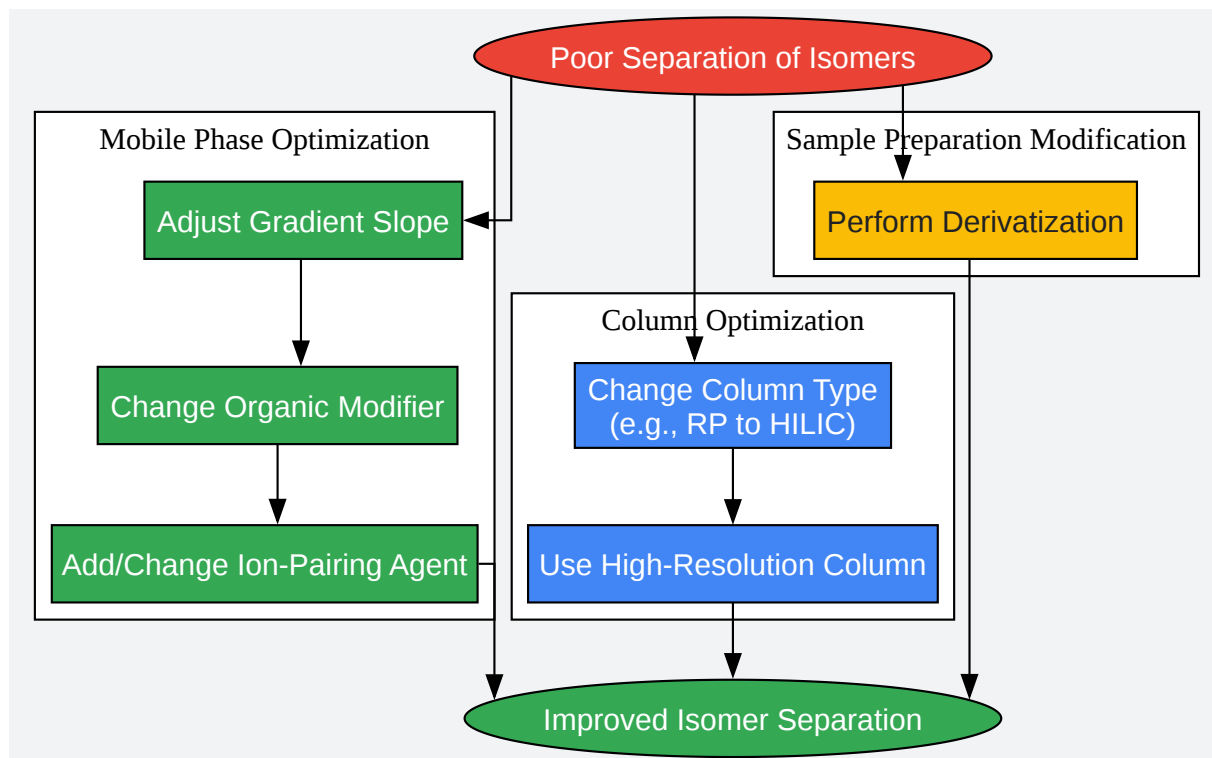 Poor Separation of Isomers
Mobile Phase Optimization
Adjust Gradient Slope
Change Organic Modifier
Add/Change Ion-Pairing Agent
Column Optimization
Change Column Type
(e.g., RP to HILIC)
Use High-Resolution Column
Sample Preparation Modification
Perform Derivatization
Improved Isomer Separation